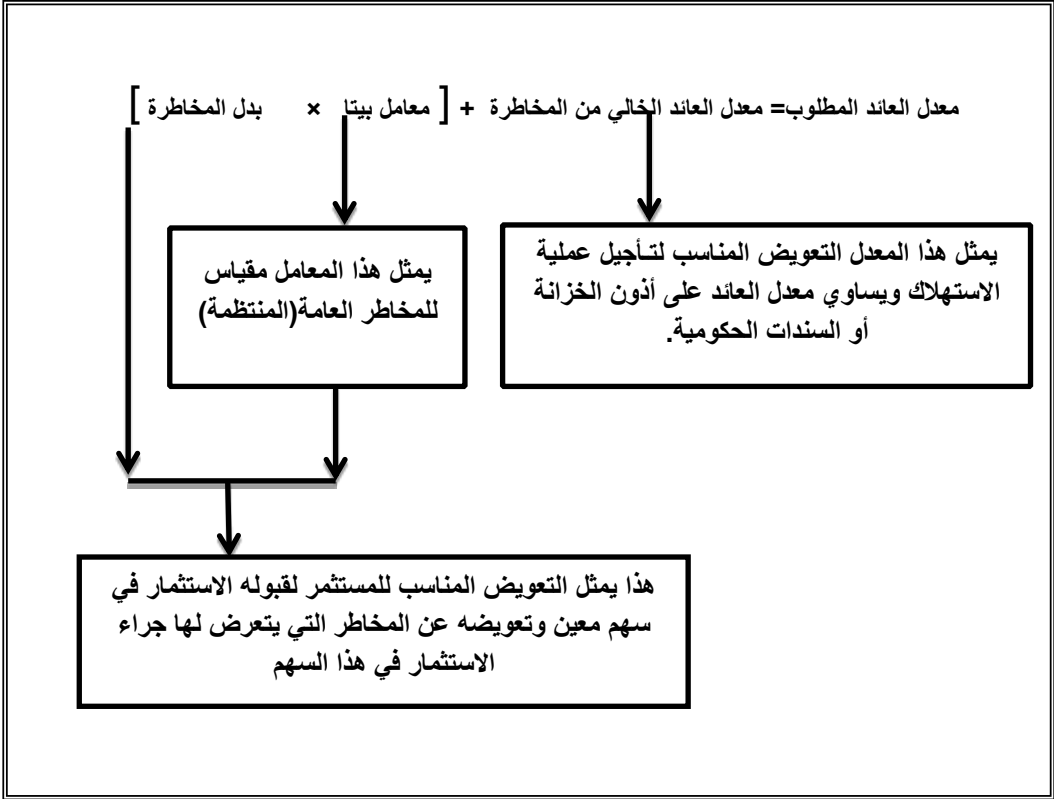 معدل العائد المطلوب= معدل العائد الخالي من المخاطرة + [ معامل بيتا × بدل المخاطرة ]
يمثل هذا المعدل التعويض المناسب لتأجيل عملية
الاستهلاك ويساوي معدل العائد على أذون الخزانة
أو السندات الحكومية.
يمثل هذا المعامل مقياس
للمخاطر العامة(المنتظمة)
هذا يمثل التعويض المناسب للمستثمر لقبوله الاستثمار في
سهم معين وتعويضه عن المخاطر التي يتعرض لها جراء
الاستثمار في هذا السهم